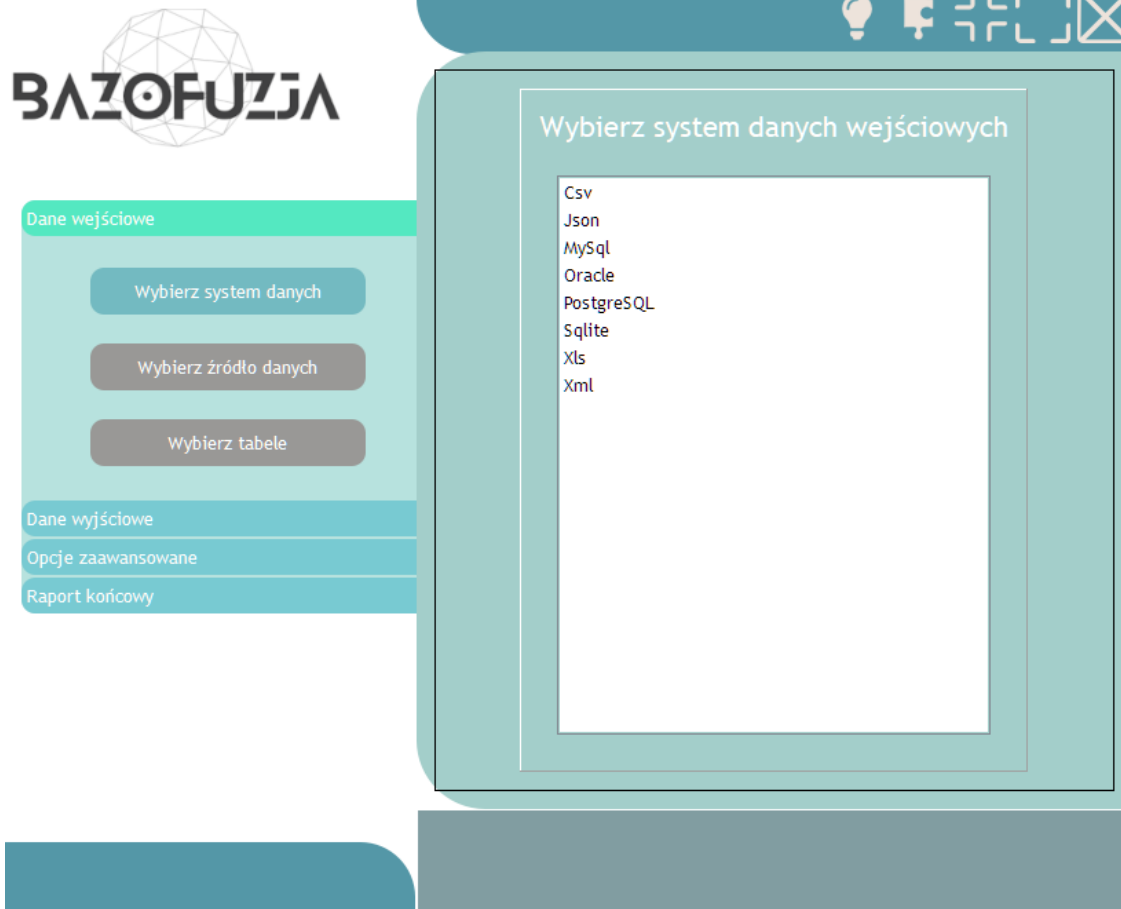 BAZOFUZJA
Dane wejściowe
Wybierz system danych
Wybierz źródło danych
Wybierz tabele
Dane wyjściowe
Opcje zaawansowane
Raport końcowy
Wybierz system danych wejściowych
Csv
Json
MySql
Oracle
PostgreSQL
Sqlite
Xls
Xml